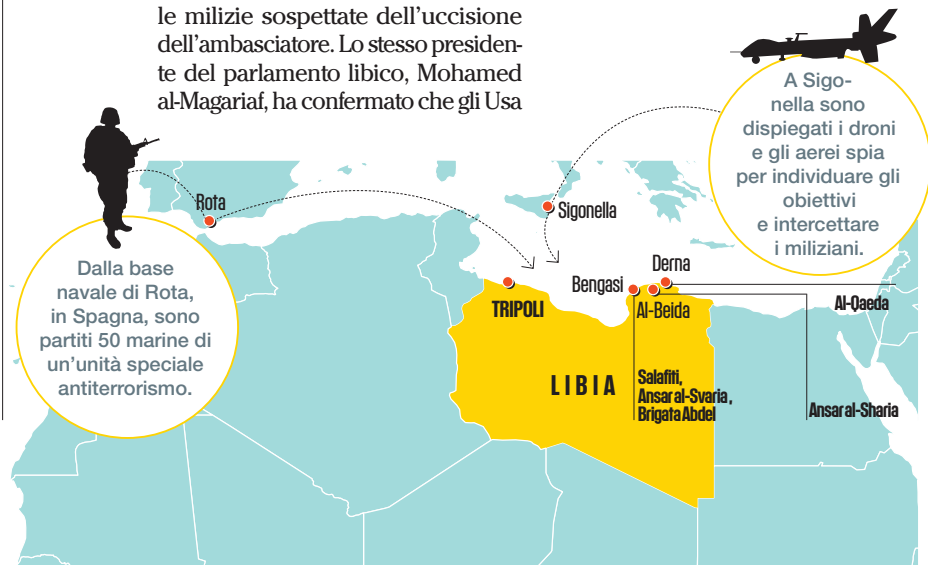 le milizie sospettate dell'uccisione
dell'ambasciatore. Lo stesso presiden-
te del parlamento libico, Mohamed
al-Magariaf, ha confermato che gli Usa
A Sigo-
nella sono
dispiegati i droni
e gli aerei spia
per individuare gli
obiettivi
e intercettare
i miliziani.
Rota
Sigonella
Dalla base
navale di Rota,
in Spagna, sono
partiti 50 marine di
un'unità speciale
antiterrorismo.
TRIPOLI
Bengasi
Derna
Al-Beida
Al-Qaeda
LIBIA
Salafiti,
Ansar al-Svaria,
Brigata Abdel
Ansar al-Sharia